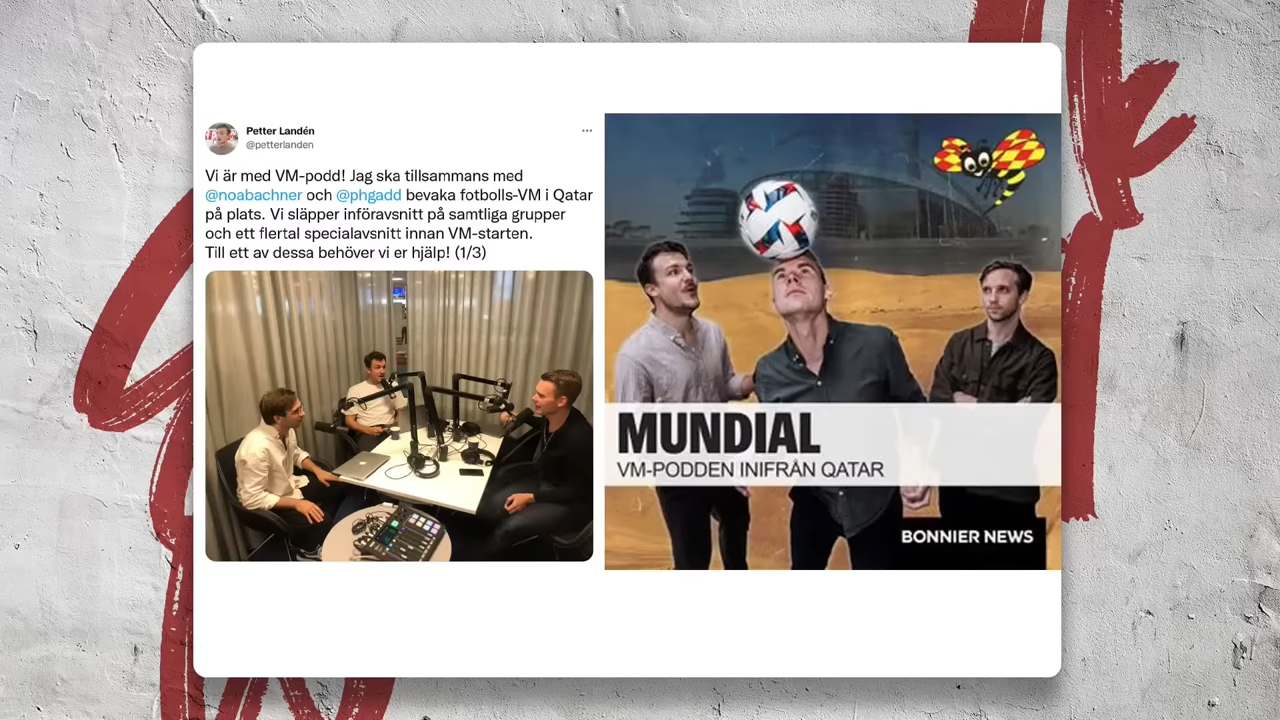 Petter Landén
@petterlanden
Vi är med VM-podd! Jag ska tillsammans med
@noabachner och @phgadd bevaka fotbolls-VM i Qatar
på plats. Vi släpper införavsnitt på samtliga grupper
och ett flertal specialavsnitt innan VM-starten.
Till ett av dessa behöver vi er hjälp! (1/3)
MUNDIAL
VM-PODDEN INIFRÅN QATAR
BONNIER NEWS